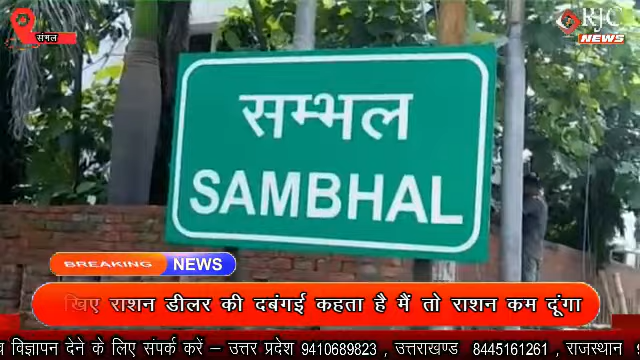 संभल
RJC
NEWS
सम्भल
SAMBHAL
BREAKING NEWS
खिए राशन डीलर की दबंगई कहता है मैं तो राशन कम दूंगा
विज्ञापन देने के लिए संपर्क करें – उत्तर प्रदेश 9410689823 , उत्तराखण्ड 8445161261 , राजस्थान